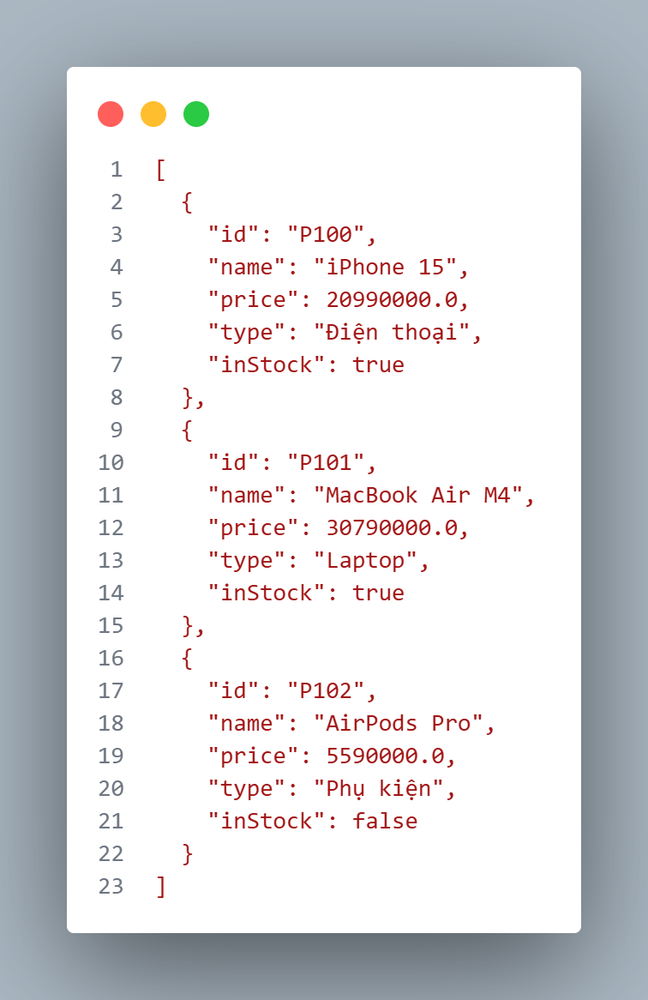 1 [
2   {
3     "id": "P100",
4     "name": "iPhone 15",
5     "price": 20990000.0,
6     "type": "Điện thoại",
7     "inStock": true
8   },
9   {
10     "id": "P101",
11     "name": "MacBook Air M4",
12     "price": 30790000.0,
13     "type": "Laptop",
14     "inStock": true
15   },
16   {
17     "id": "P102",
18     "name": "AirPods Pro",
19     "price": 5590000.0,
20     "type": "Phụ kiện",
21     "inStock": false
22   }
23 ]